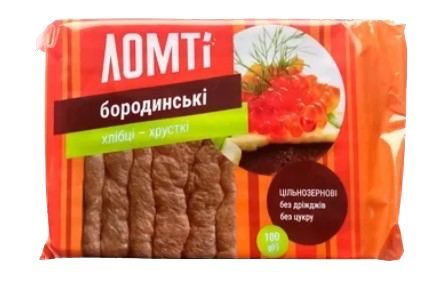 ЛОМТІ
бородинські
хлібці – хрусткі
ЦІЛЬНОЗЕРНОВІ
без дріжджів
без цукру
100